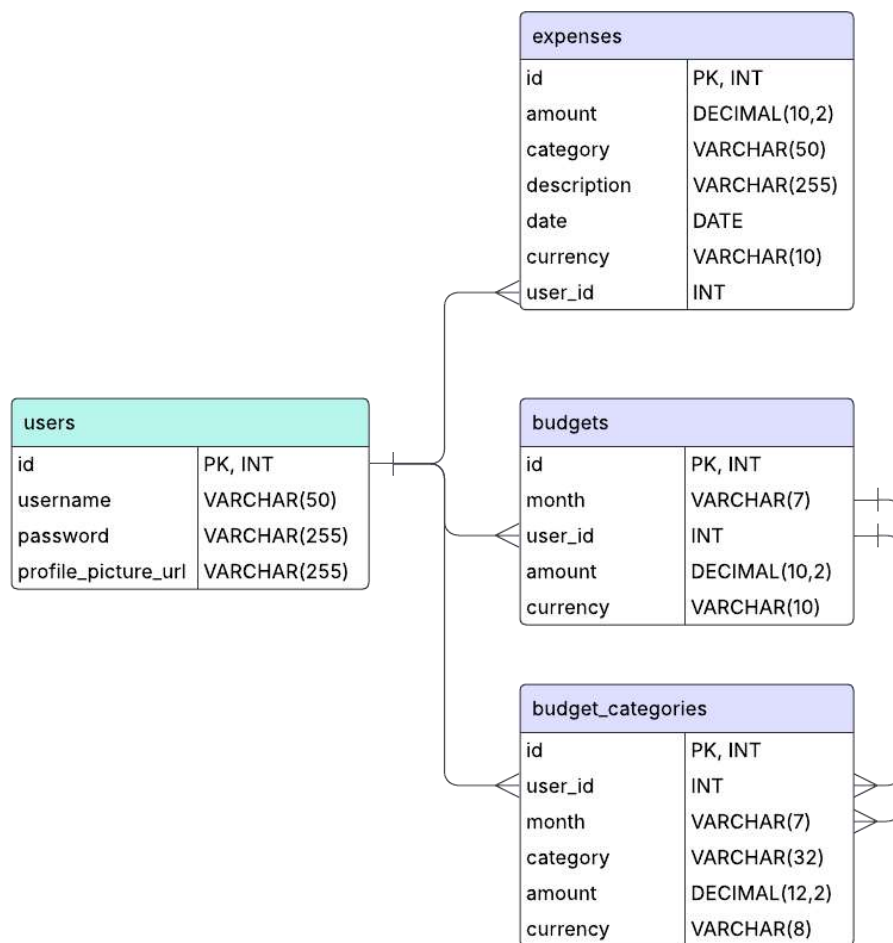 expenses
id PK, INT
amount DECIMAL(10,2)
category VARCHAR(50)
description VARCHAR(255)
date DATE
currency VARCHAR(10)
user_id INT
users
id PK, INT
username VARCHAR(50)
password VARCHAR(255)
profile_picture_url VARCHAR(255)
budgets
id PK, INT
month VARCHAR(7)
user_id INT
amount DECIMAL(10,2)
currency VARCHAR(10)
budget_categories
id PK, INT
user_id INT
month VARCHAR(7)
category VARCHAR(32)
amount DECIMAL(12,2)
currency VARCHAR(8)